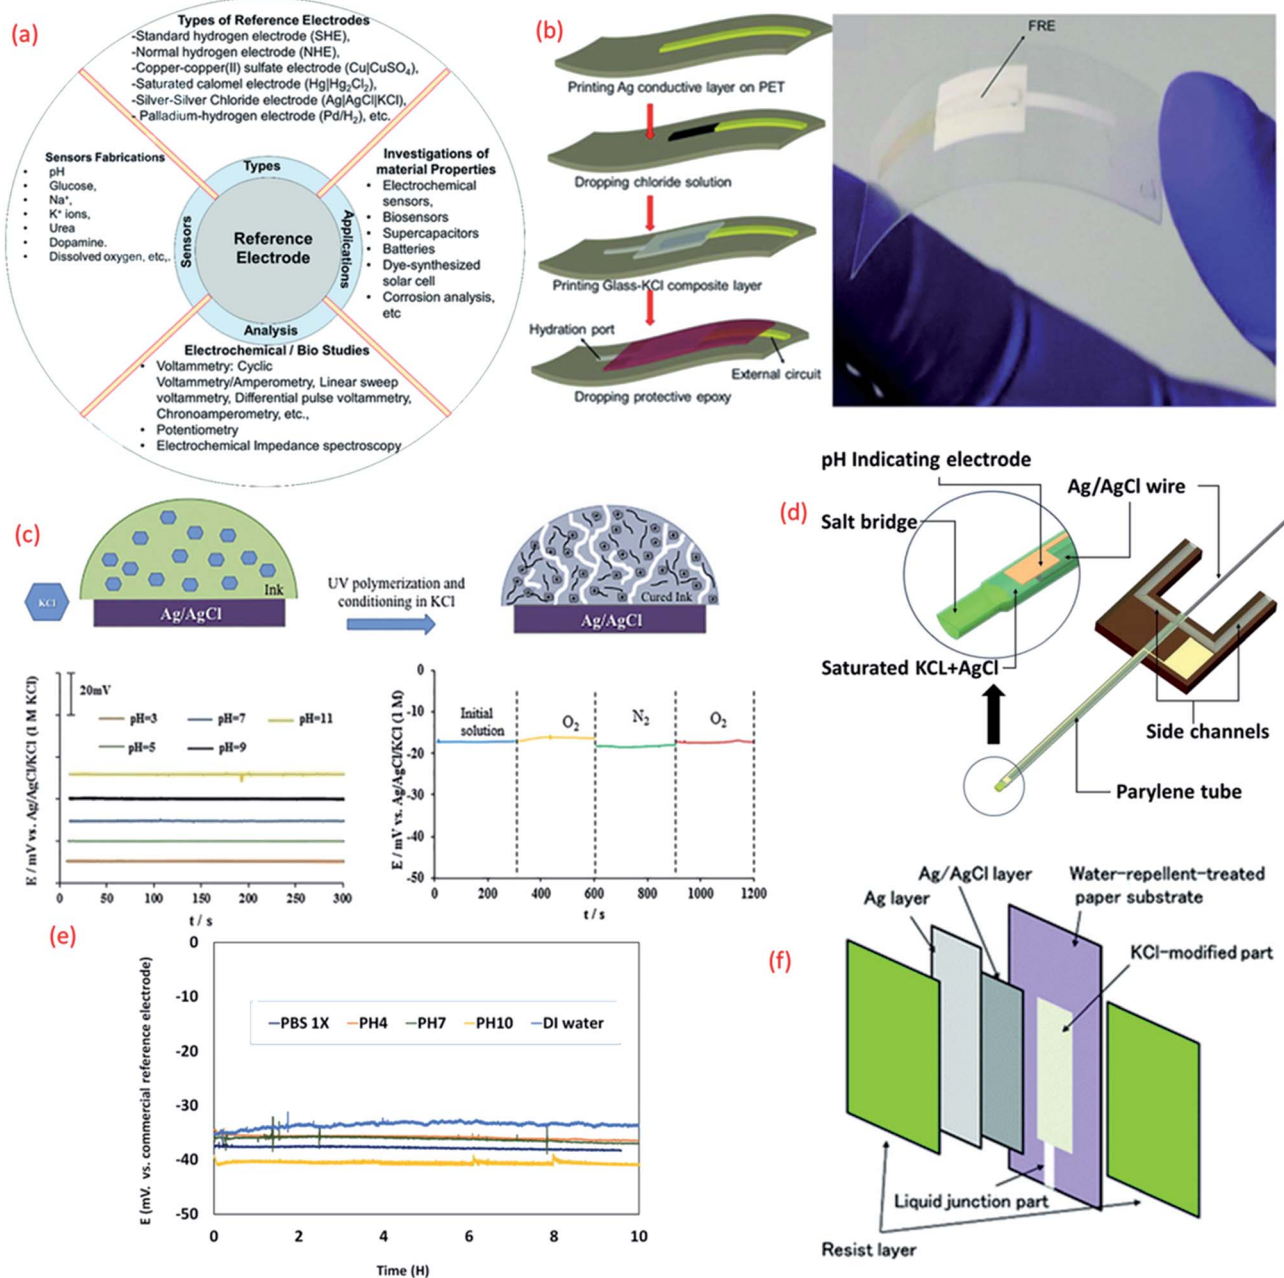 (a)
Types of Reference Electrodes
-Standard hydrogen electrode (SHE),
-Normal hydrogen electrode (NHE),
-Copper-copper(II) sulfate electrode (Cu|CuSO₄),
-Saturated calomel electrode (Hg|Hg₂Cl₂),
-Silver-Silver Chloride electrode (Ag|AgCl|KCl),
- Palladium-hydrogen electrode (Pd/H₂), etc.
Sensors Fabrications
• pH
• Glucose,
• Na⁺,
• K⁺ ions,
• Urea
• Dopamine.
• Dissolved oxygen, etc,.
Types
Sensors
Reference
Electrode
Applications
Analysis
Investigations of
material Properties
• Electrochemical
sensors,
• Biosensors
• Supercapacitors
• Batteries
• Dye-synthesized
solar cell
• Corrosion analysis,
etc
Electrochemical / Bio Studies
• Voltammetry: Cyclic
Voltammetry/Amperometry, Linear sweep
voltammetry, Differential pulse voltammetry,
Chronoamperometry, etc.,
• Potentiometry
• Electrochemical Impedance spectroscopy
(b)
Printing Ag conductive layer on PET
Dropping chloride solution
Printing Glass-KCl composite layer
Hydration port
External circuit
Dropping protective epoxy
FRE
(c)
KCl
Ink
Ag/AgCl
UV polymerization and
conditioning in KCl
Cured Ink
Ag/AgCl
E / mV vs. Ag/AgCl/KCl (1 M KCl)
20mV
pH=3 pH=7 pH=11
pH=5 pH=9
0 50 100 150 200 250 300
t / s
E / mV vs. Ag/AgCl/KCl (1 M)
0
-10
-20
-30
-40
-50
Initial
solution
O₂
N₂
O₂
0 200 400 600 800 1000 1200
t / s
(d)
pH Indicating electrode
Ag/AgCl wire
Salt bridge
Saturated KCL+AgCl
Side channels
Parylene tube
(e)
E (mV. vs. commercial reference electrode)
0
-10
-20
-30
-40
-50
PBS 1X PH4 PH7 PH10 DI water
0 2 4 6 8 10
Time (H)
(f)
Ag/AgCl layer
Ag layer
Water-repellent-treated
paper substrate
KCl-modified part
Liquid junction part
Resist layer